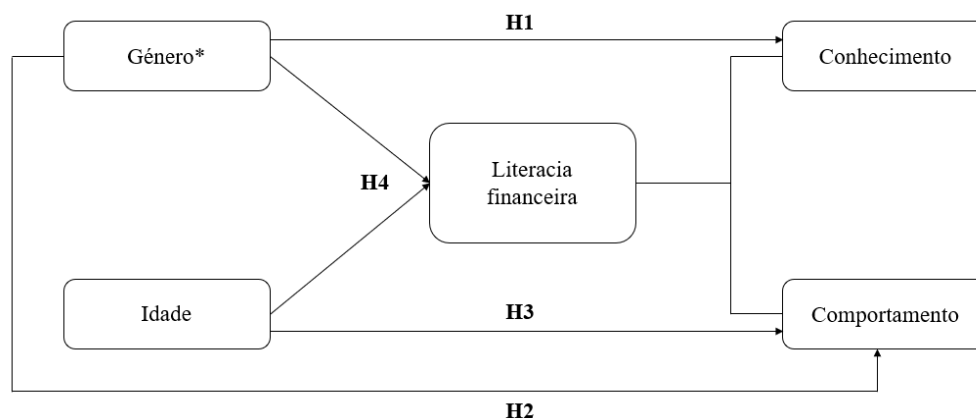 H1
Género*
Conhecimento
Literacia
financeira
H4
Idade
H3
Comportamento
H2